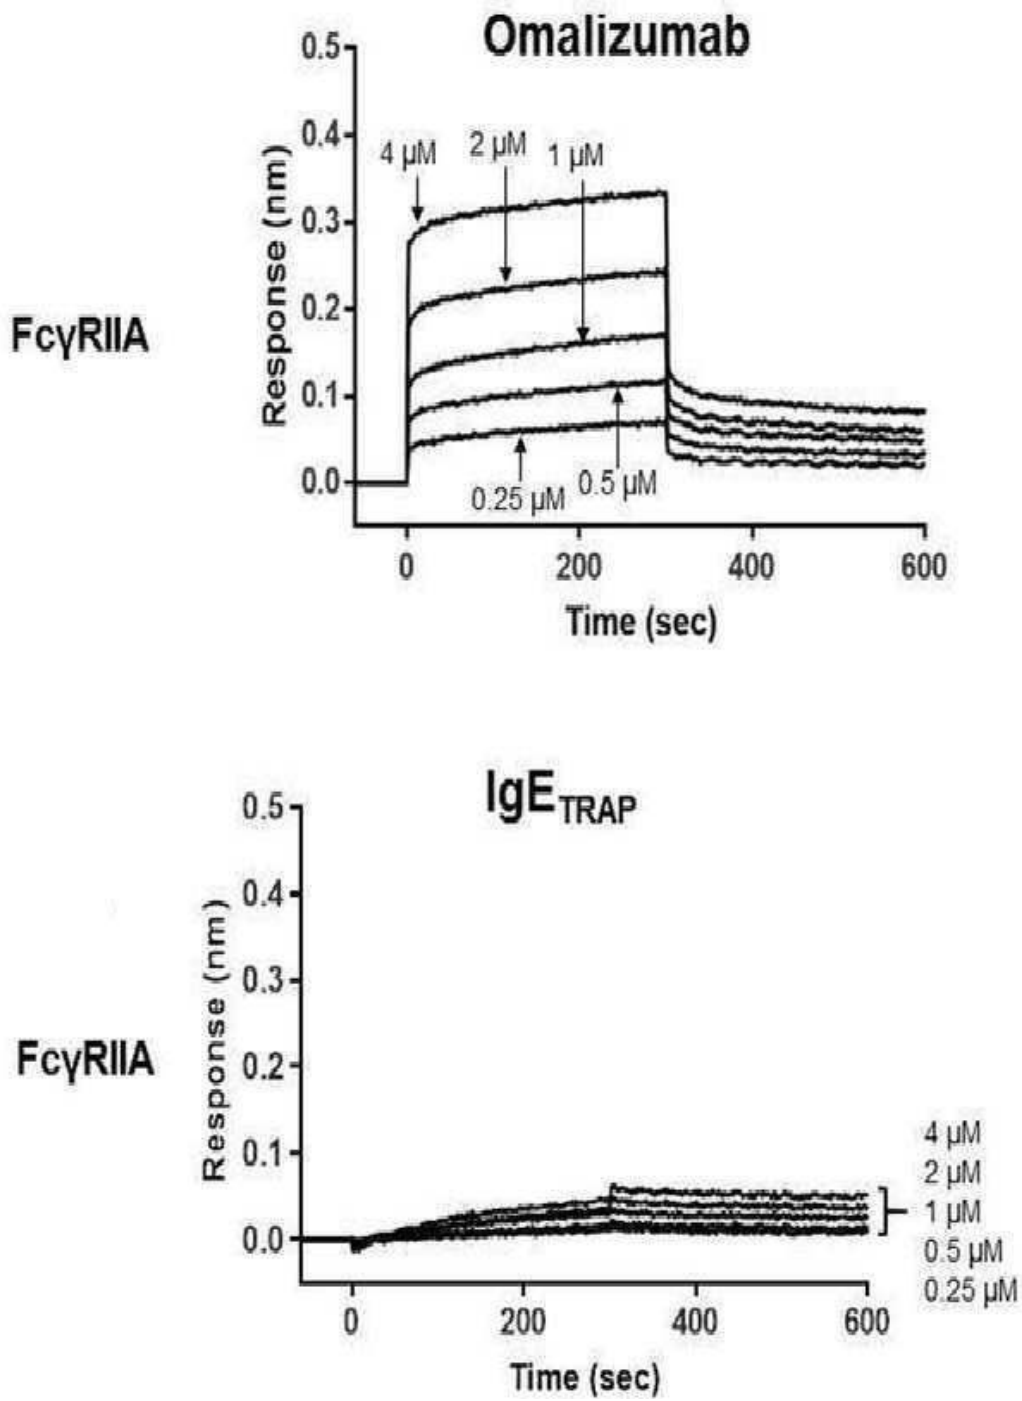 Omalizumab
0.5
0.4
4 µM
2 µM
1 µM
0.3
Response (nm)
FcγRIIA
0.2
0.1
0.0
0.25 µM
0.5 µM
0
200
400
600
Time (sec)
IgETRAP
0.5
0.4
0.3
Response (nm)
FcγRIIA
0.2
0.1
0.0
4 µM
2 µM
1 µM
0.5 µM
0.25 µM
0
200
400
600
Time (sec)